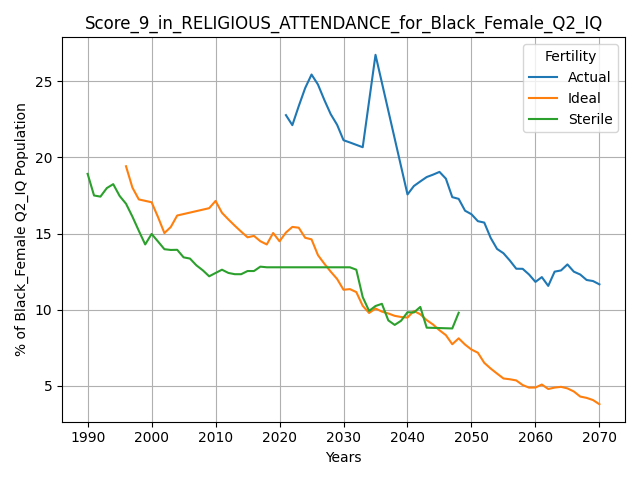 Score_9_in_RELIGIOUS_ATTENDANCE_for_Black_Female_Q2_IQ
Fertility
Actual
Ideal
Sterile
% of Black_Female Q2_IQ Population
25
20
15
10
5
1990 2000 2010 2020 2030 2040 2050 2060 2070
Years